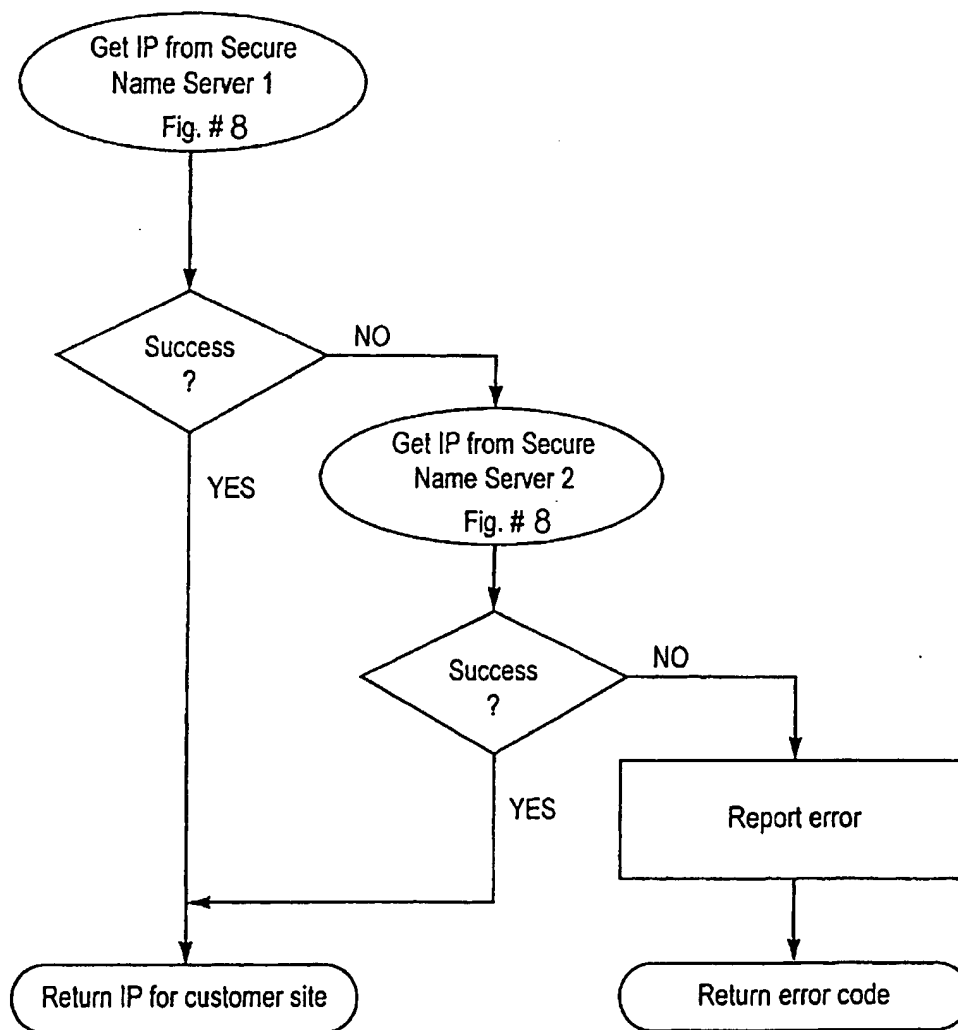 Get IP from Secure
Name Server 1
Fig. # 8
Success
?
NO
YES
Get IP from Secure
Name Server 2
Fig. # 8
Success
?
NO
YES
Report error
Return IP for customer site
Return error code